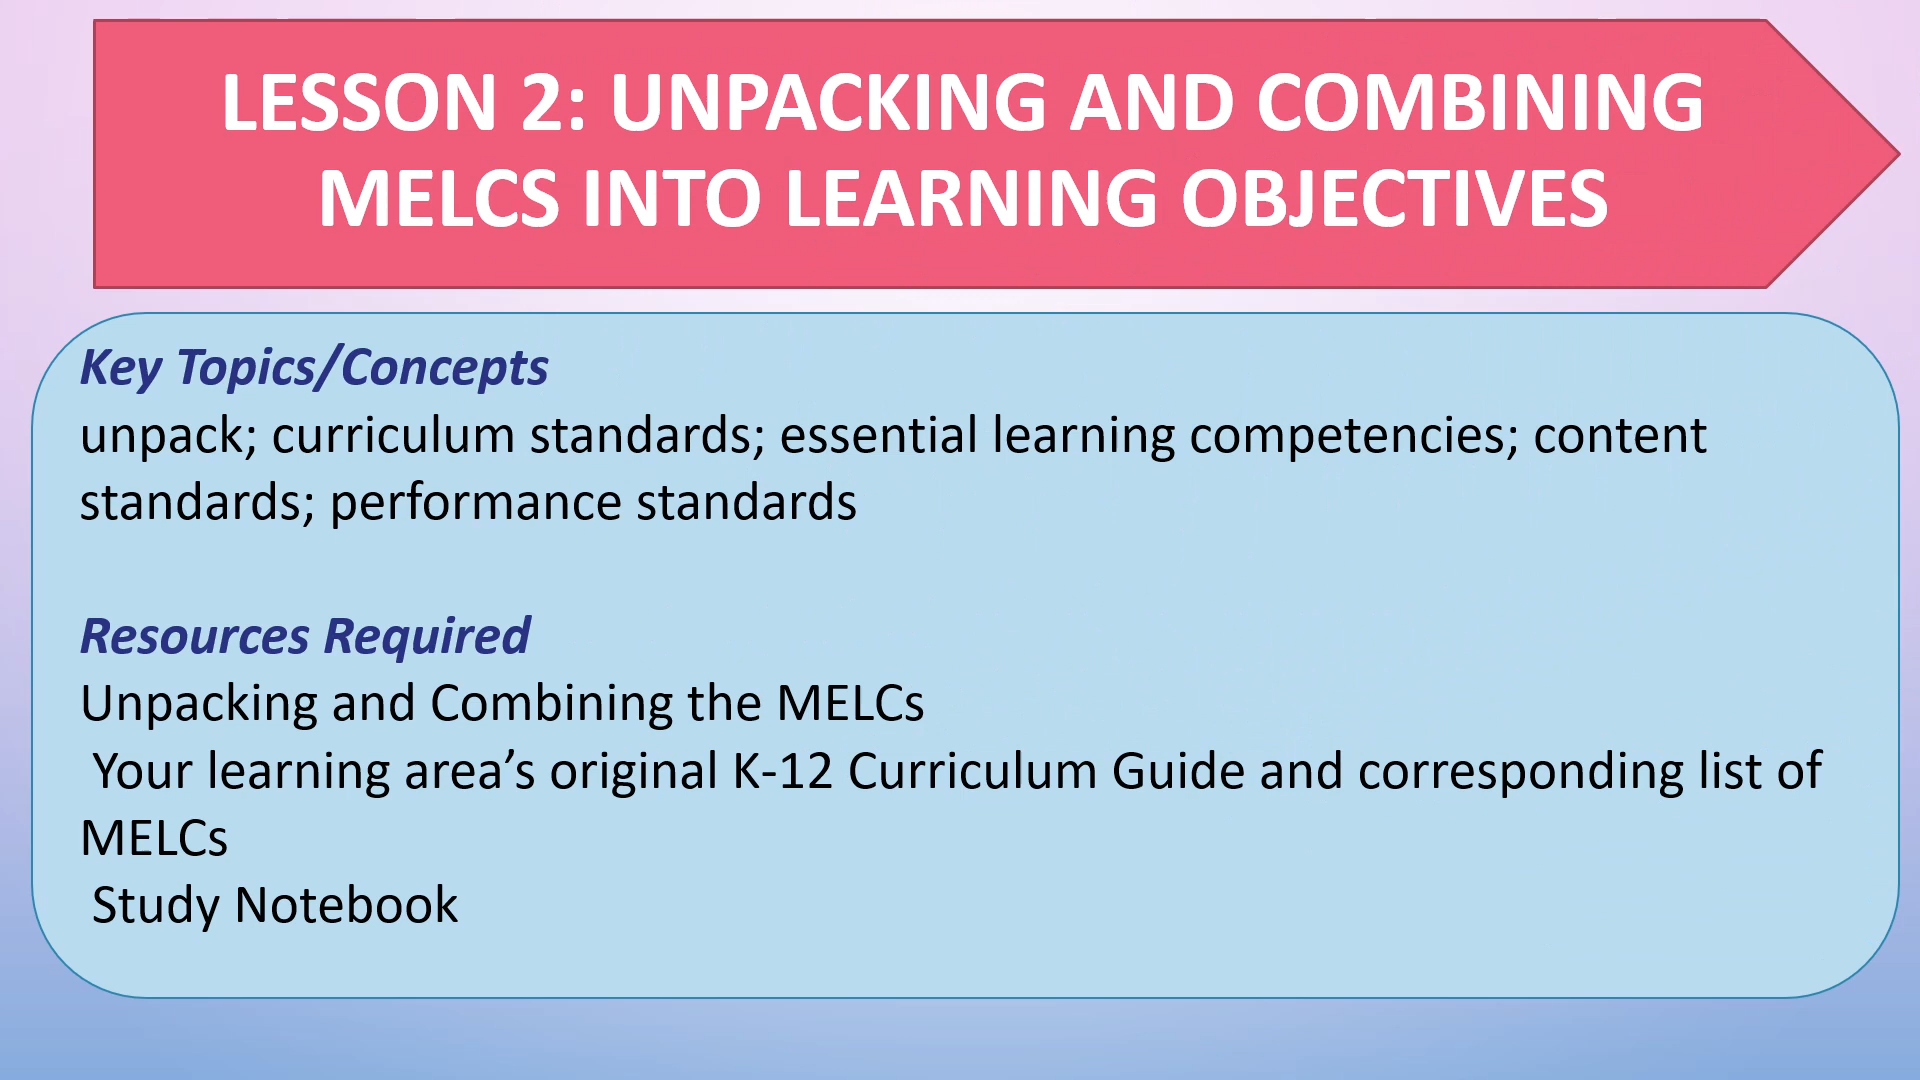 LESSON 2: UNPACKING AND COMBINING
MELCS INTO LEARNING OBJECTIVES
Key Topics/Concepts
unpack; curriculum standards; essential learning competencies; content
standards; performance standards
Resources Required
Unpacking and Combining the MELCs
Your learning area’s original K-12 Curriculum Guide and corresponding list of
MELCs
Study Notebook